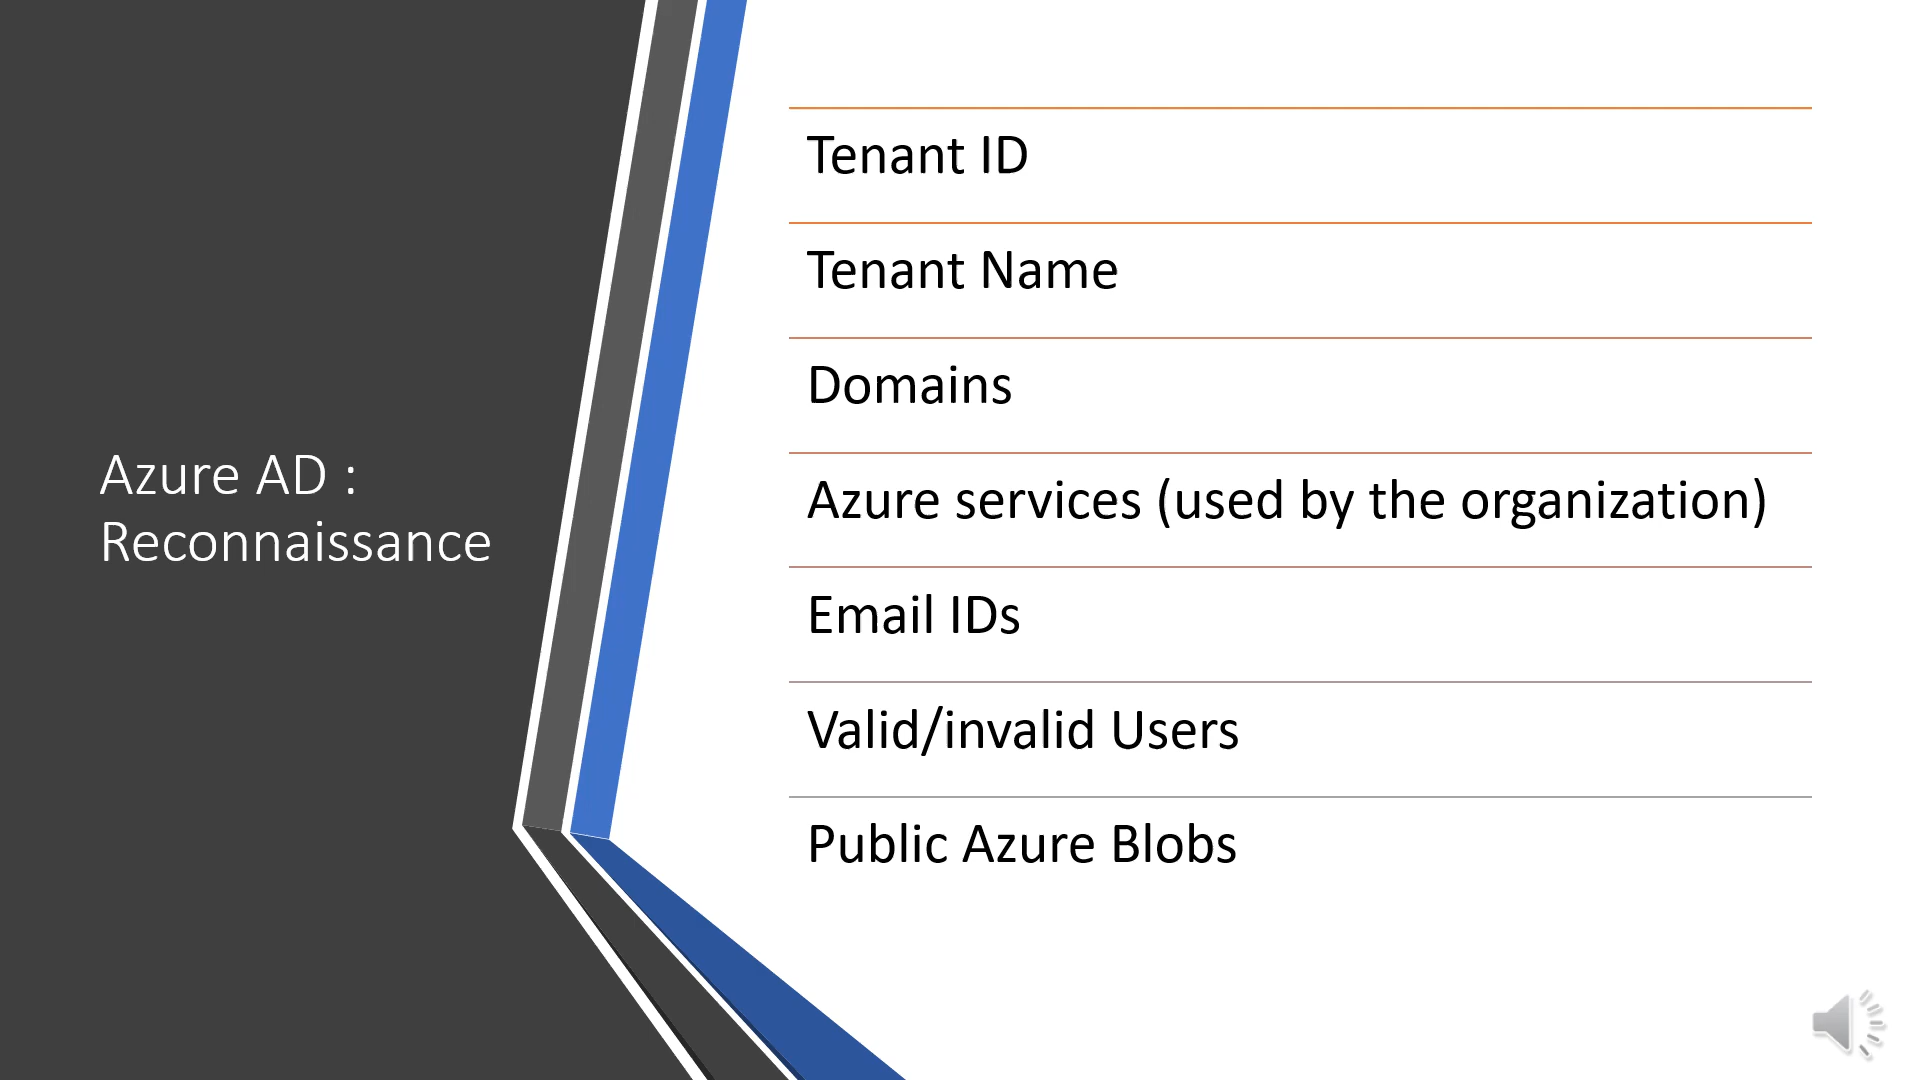 Azure AD :
Reconnaissance
Tenant ID
Tenant Name
Domains
Azure services (used by the organization)
Email IDs
Valid/invalid Users
Public Azure Blobs